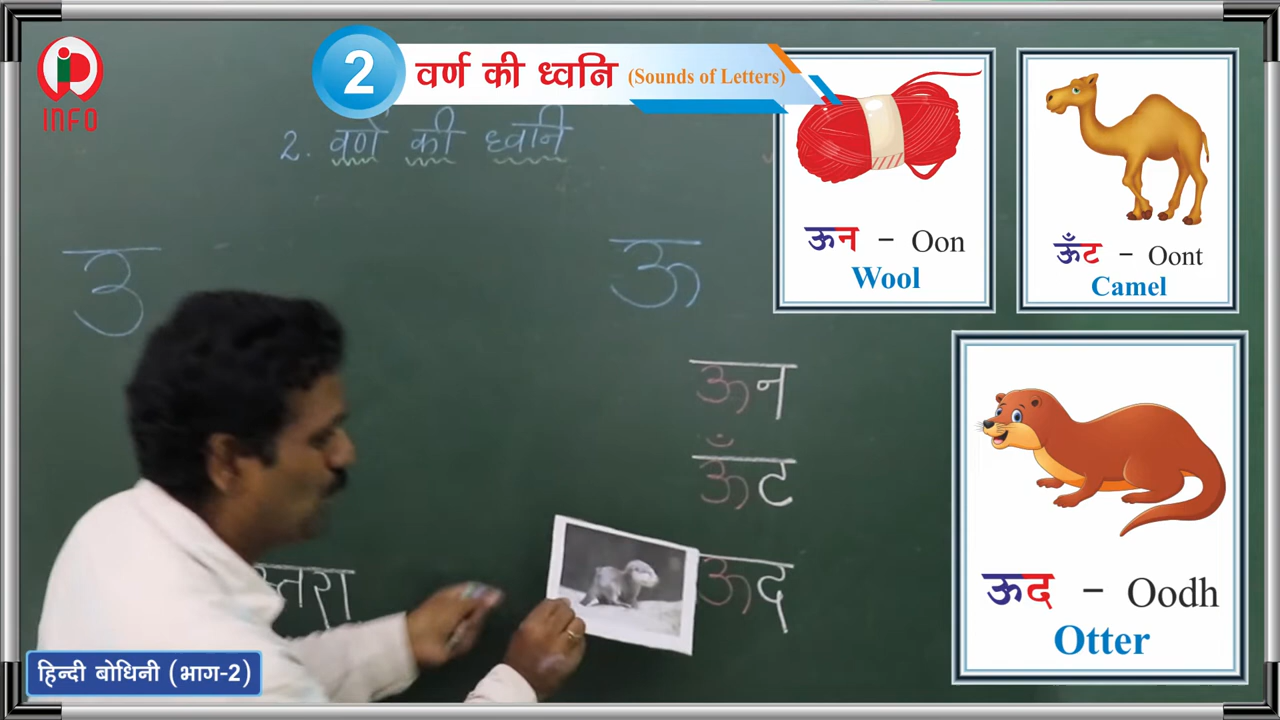 INFO
2 वर्ण की ध्वनि (Sounds of Letters)
2. वर्ण की ध्वनि
उ
ऊ
ऊन
ऊँट
ऊद
ऊन – Oon
Wool
ऊँट – Oont
Camel
ऊद – Oodh
Otter
हिन्दी बोधिनी (भाग-2)